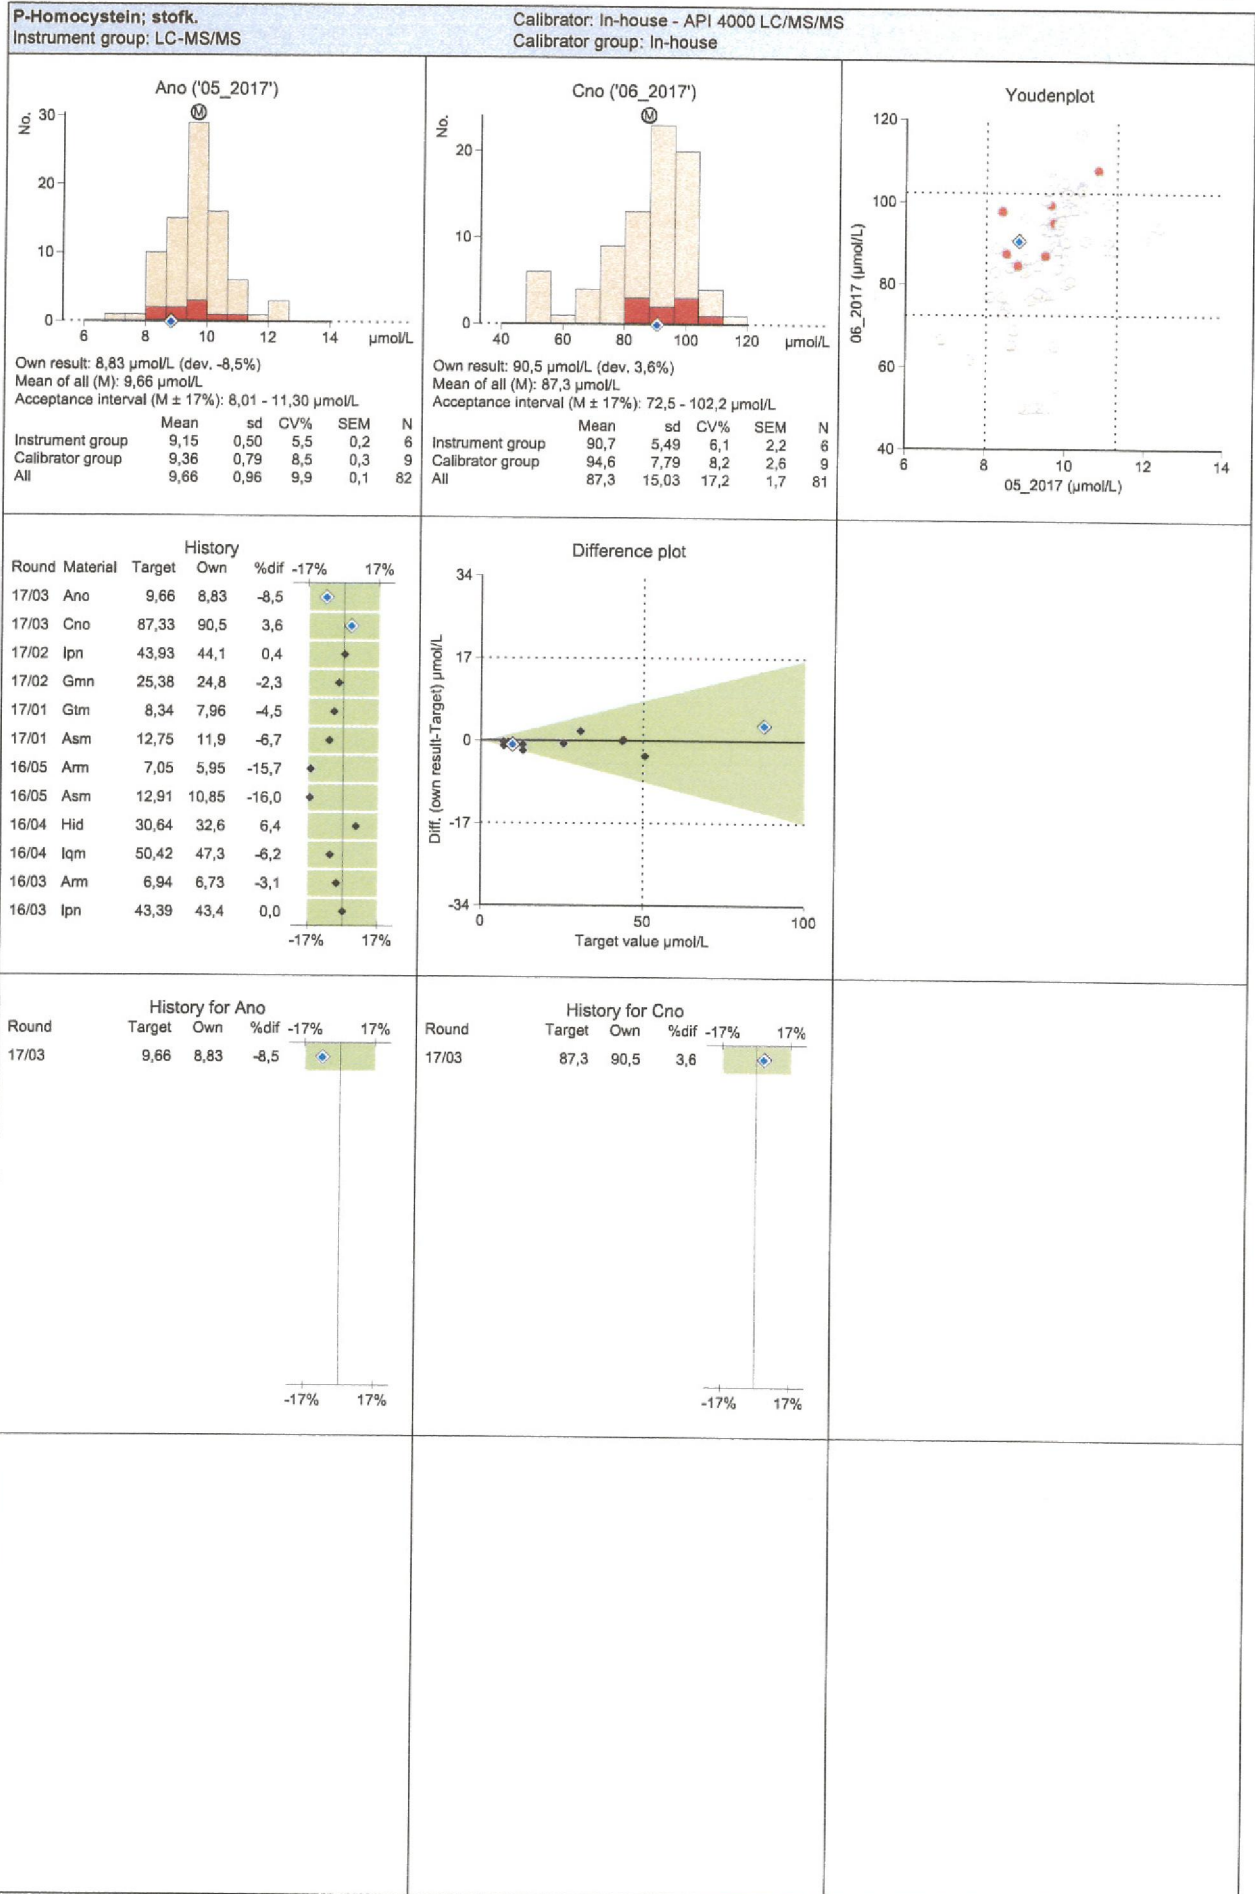 P-Homocystein; stofk.
Instrument group: LC-MS/MS
Calibrator: In-house - API 4000 LC/MS/MS
Calibrator group: In-house
Ano ('05_2017')
No.
M
30
20
10
0
6 8 10 12 14 µmol/L
Own result: 8,83 µmol/L (dev. -8,5%)
Mean of all (M): 9,66 µmol/L
Acceptance interval (M ± 17%): 8,01 - 11,30 µmol/L
Mean sd CV% SEM N
Instrument group 9,15 0,50 5,5 0,2 6
Calibrator group 9,36 0,79 8,5 0,3 9
All 9,66 0,96 9,9 0,1 82
Cno ('06_2017')
No.
M
20
10
0
40 60 80 100 120 µmol/L
Own result: 90,5 µmol/L (dev. 3,6%)
Mean of all (M): 87,3 µmol/L
Acceptance interval (M ± 17%): 72,5 - 102,2 µmol/L
Mean sd CV% SEM N
Instrument group 90,7 5,49 6,1 2,2 6
Calibrator group 94,6 7,79 8,2 2,6 9
All 87,3 15,03 17,2 1,7 81
Youdenplot
06_2017 (µmol/L)
120
100
80
60
40
6 8 10 12 14
05_2017 (µmol/L)
History
Round Material Target Own %dif -17% 17%
17/03 Ano 9,66 8,83 -8,5
17/03 Cno 87,33 90,5 3,6
17/02 Ipn 43,93 44,1 0,4
17/02 Gmn 25,38 24,8 -2,3
17/01 Gtm 8,34 7,96 -4,5
17/01 Asm 12,75 11,9 -6,7
16/05 Arm 7,05 5,95 -15,7
16/05 Asm 12,91 10,85 -16,0
16/04 Hid 30,64 32,6 6,4
16/04 Iqm 50,42 47,3 -6,2
16/03 Arm 6,94 6,73 -3,1
16/03 Ipn 43,39 43,4 0,0
-17% 17%
Difference plot
Diff. (own result-Target) µmol/L
34
17
0
-17
-34
0 50 100
Target value µmol/L
History for Ano
Round Target Own %dif -17% 17%
17/03 9,66 8,83 -8,5
-17% 17%
History for Cno
Round Target Own %dif -17% 17%
17/03 87,3 90,5 3,6
-17% 17%